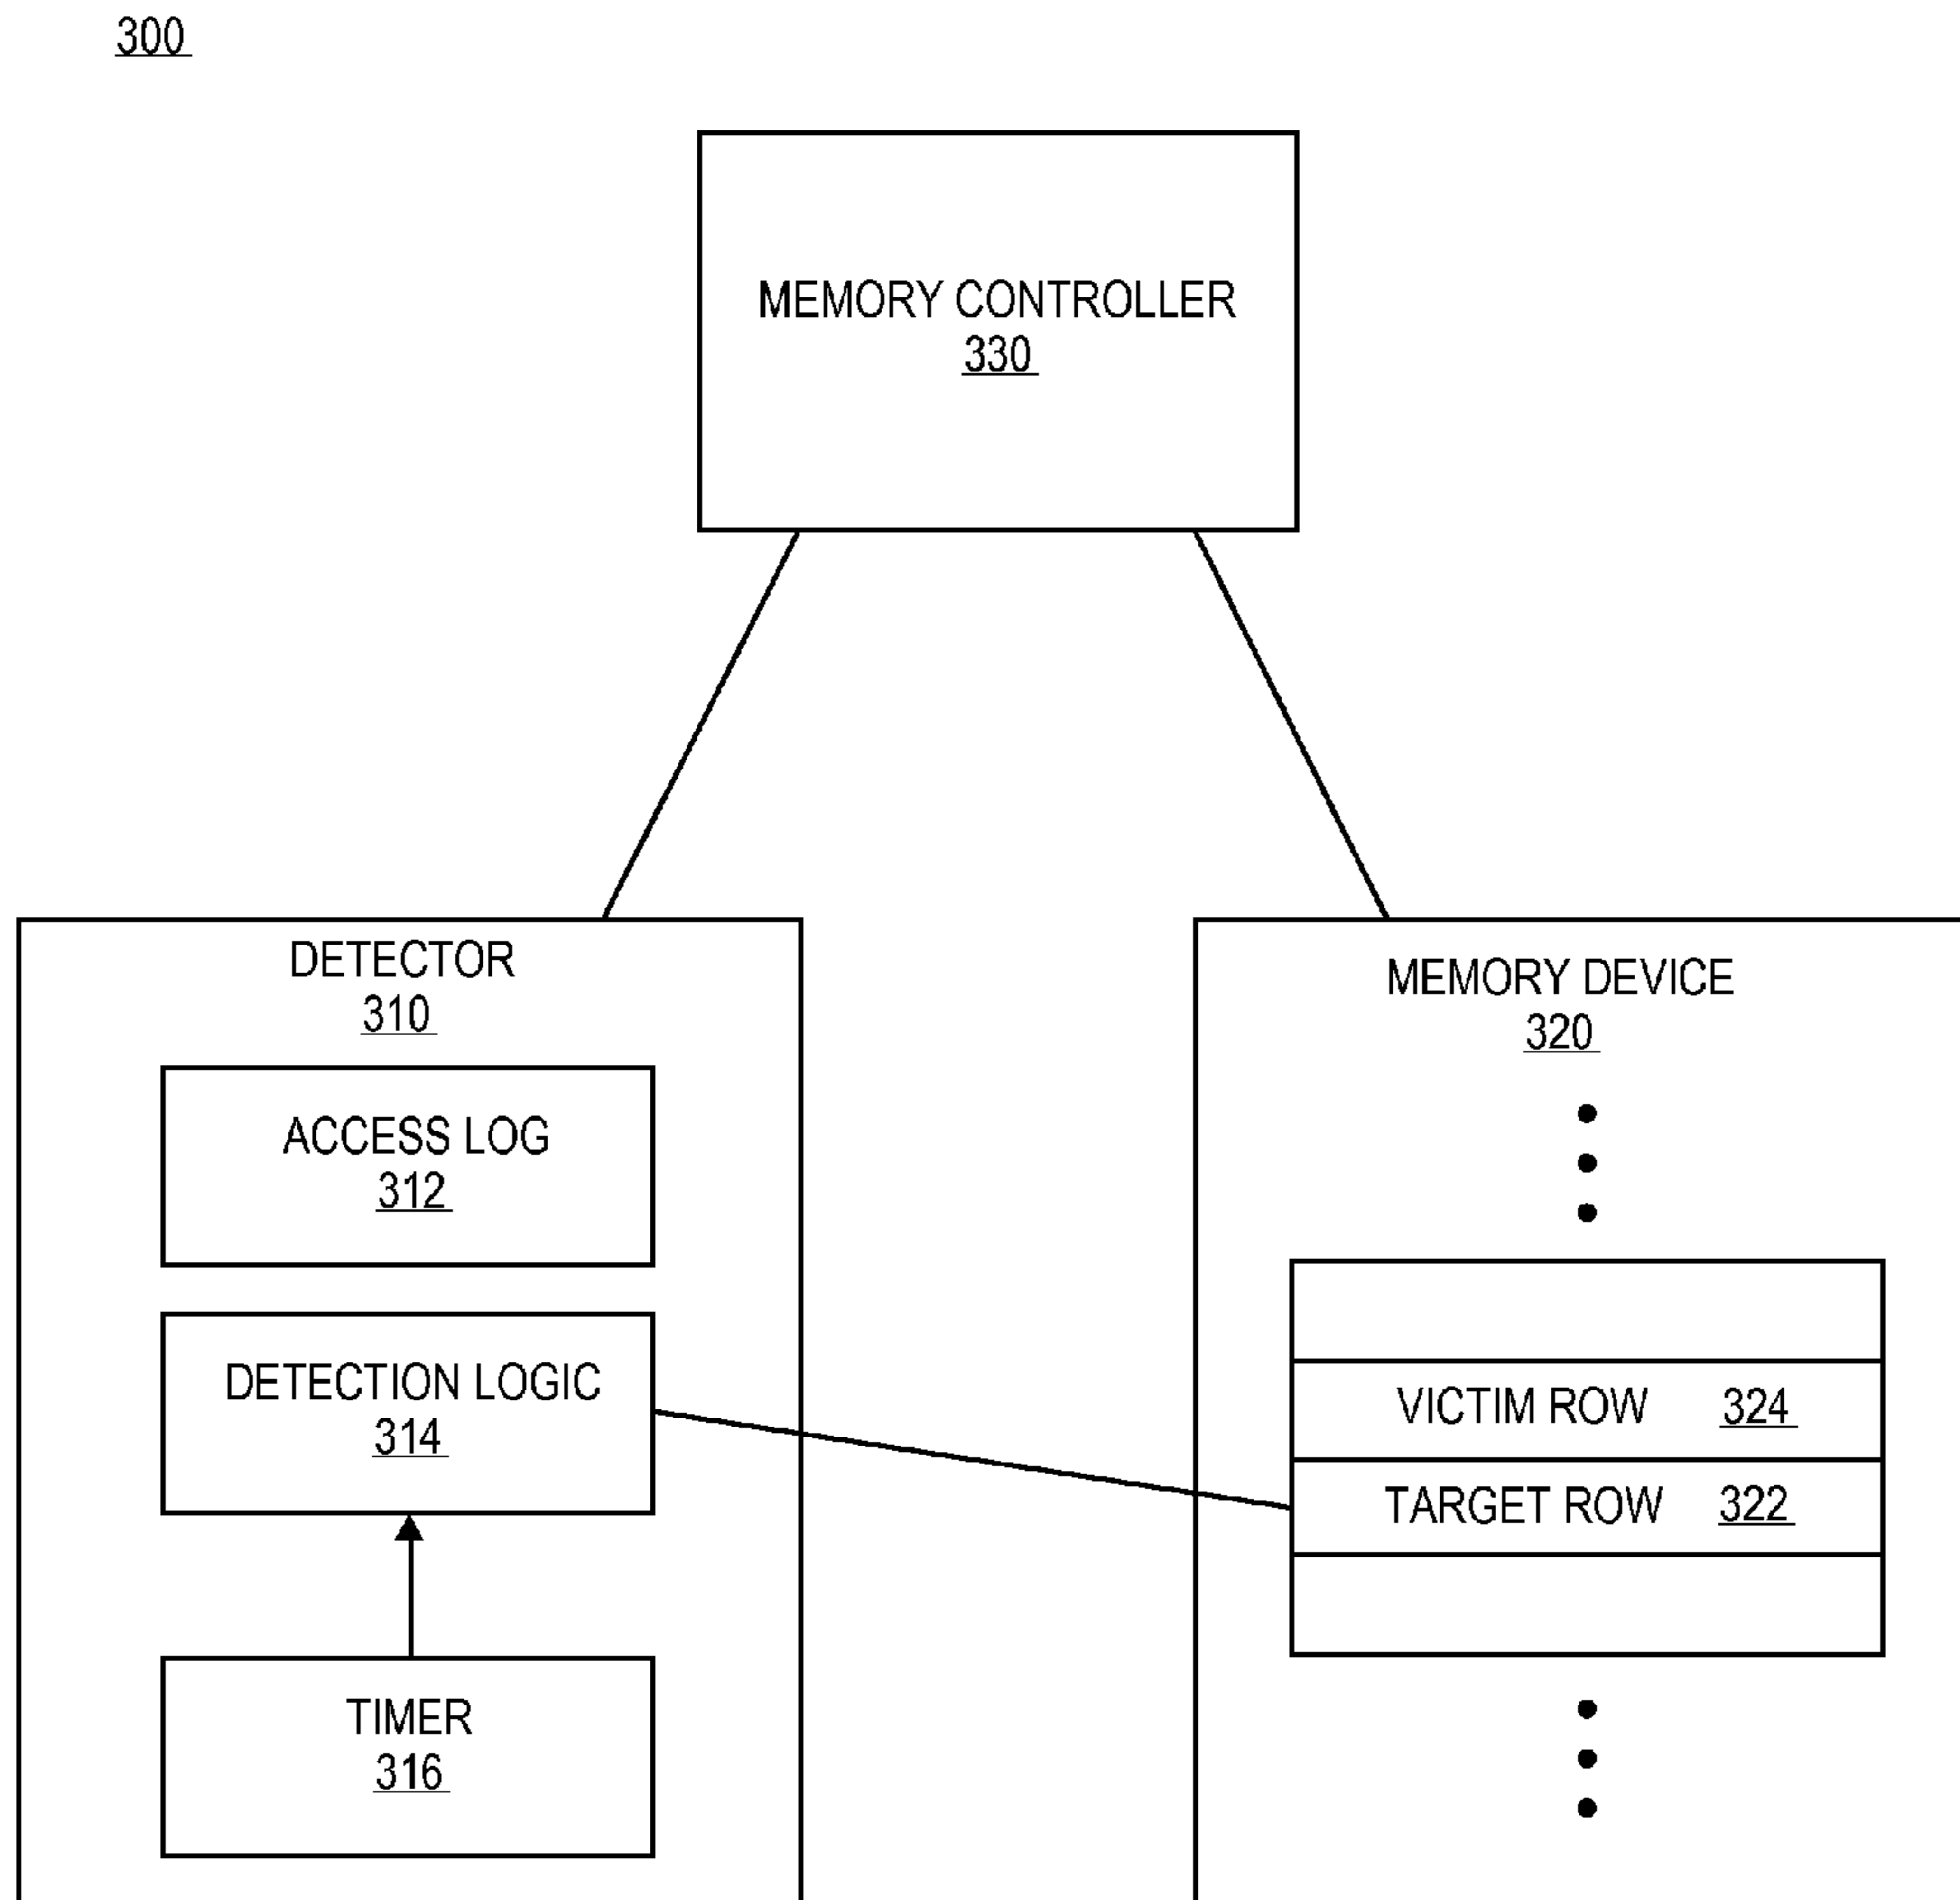 300
MEMORY CONTROLLER
330
DETECTOR
310
ACCESS LOG
312
DETECTION LOGIC
314
TIMER
316
MEMORY DEVICE
320
VICTIM ROW 324
TARGET ROW 322